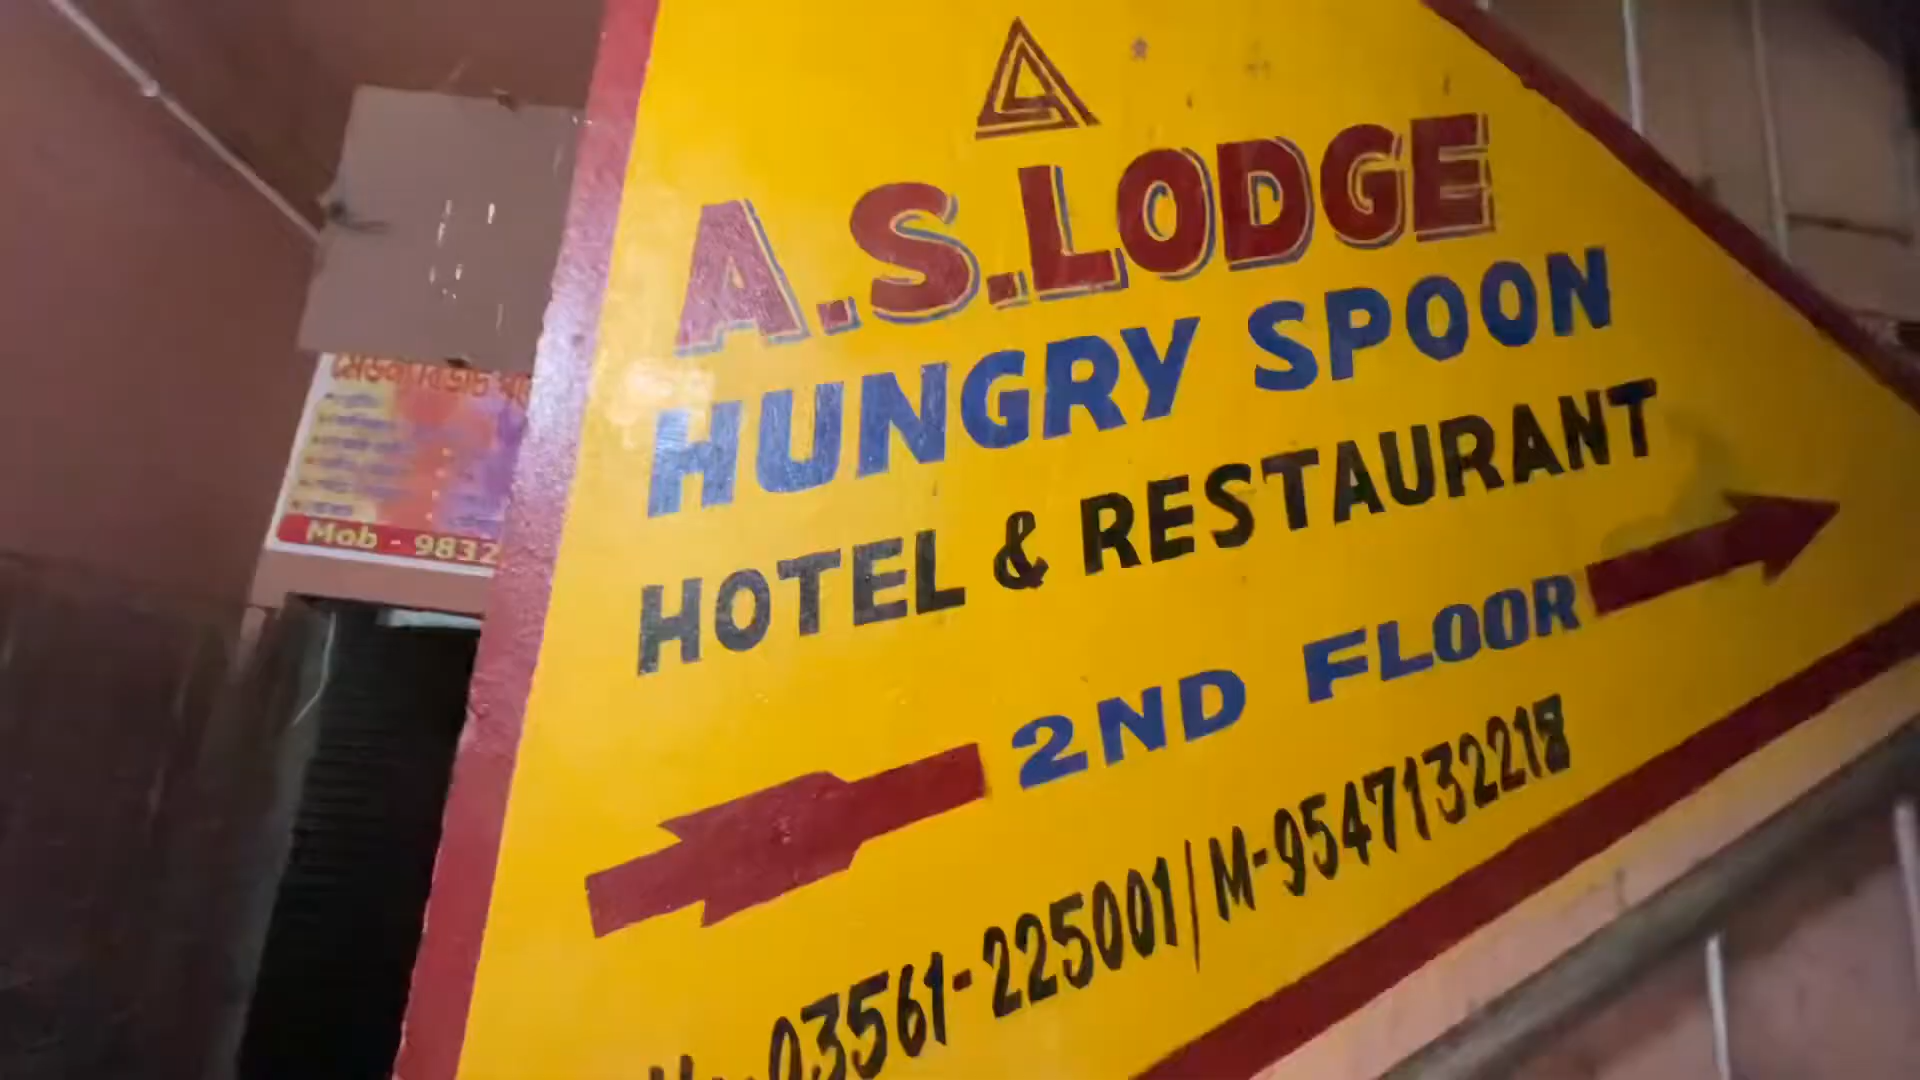 A.S.LODGE
HUNGRY SPOON
HOTEL & RESTAURANT
2ND FLOOR
03561-225001/M-9547132218
Mob - 9832